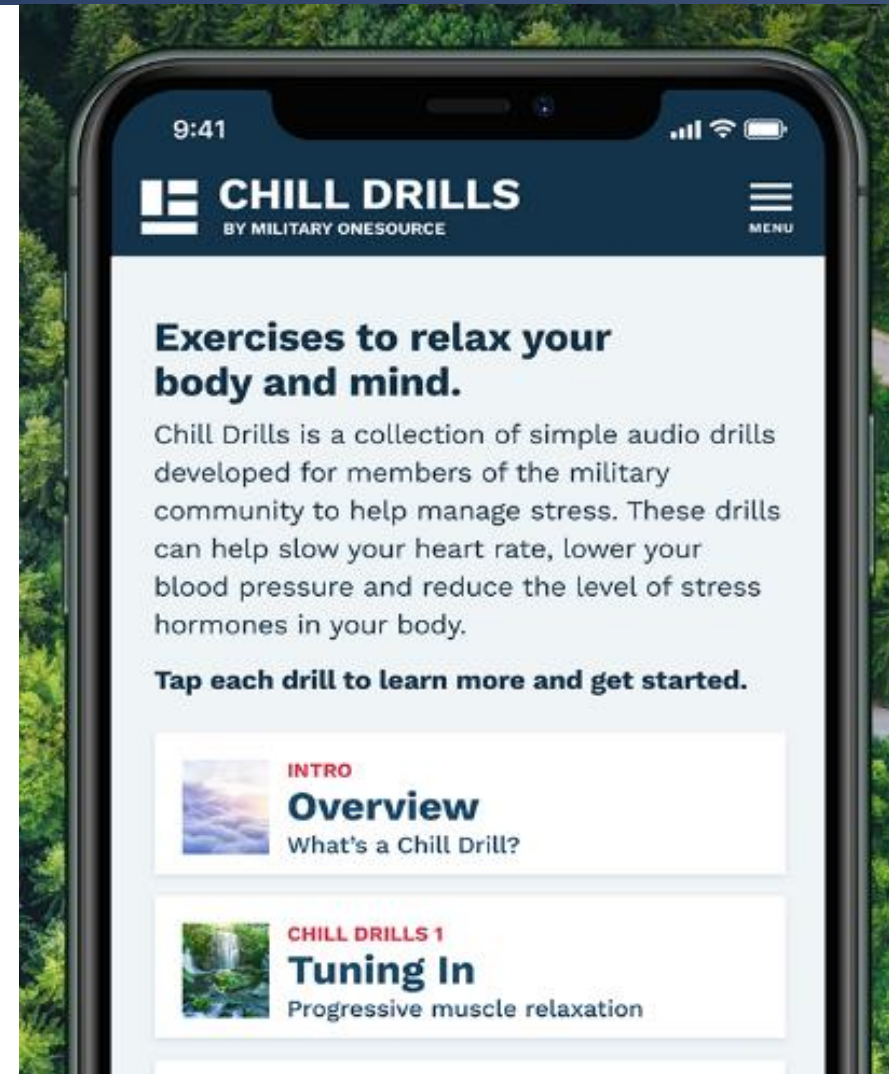 9:41
CHILL DRILLS
BY MILITARY ONESOURCE
MENU
Exercises to relax your
body and mind.
Chill Drills is a collection of simple audio drills
developed for members of the military
community to help manage stress. These drills
can help slow your heart rate, lower your
blood pressure and reduce the level of stress
hormones in your body.
Tap each drill to learn more and get started.
INTRO
Overview
What's a Chill Drill?
CHILL DRILLS 1
Tuning In
Progressive muscle relaxation